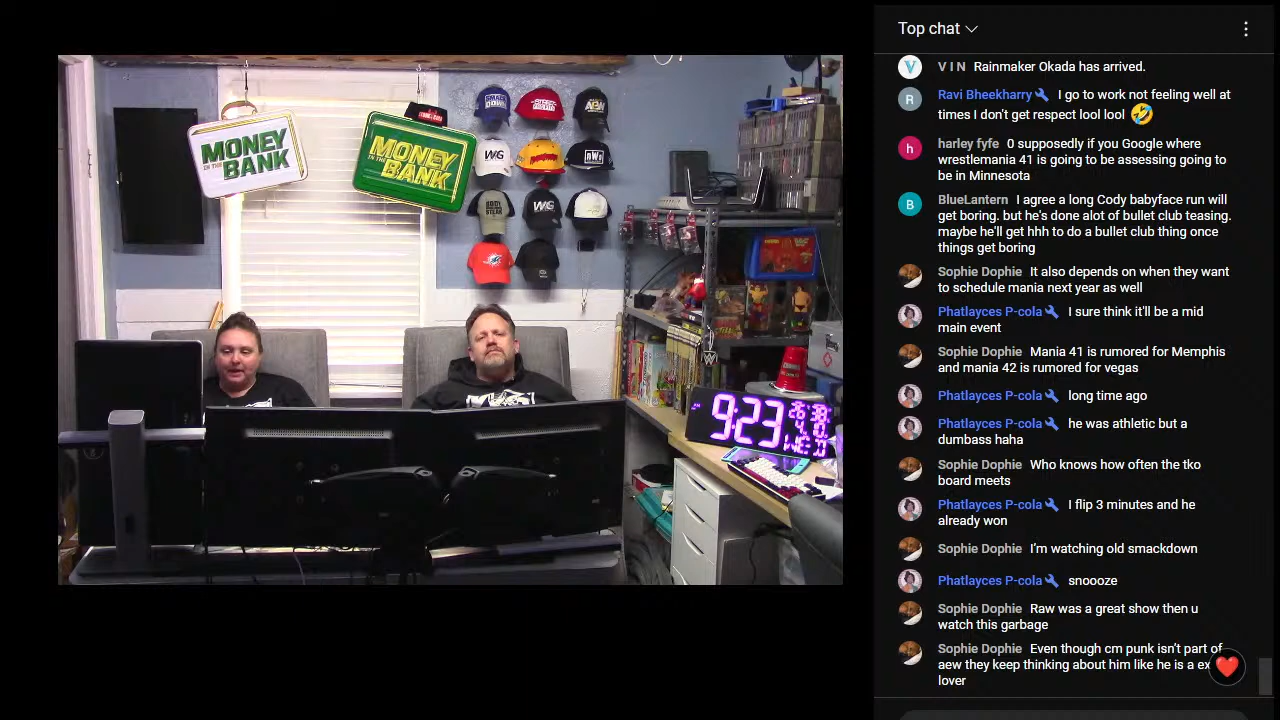 Top chat
V I N Rainmaker Okada has arrived.
Ravi Bheekharry I go to work not feeling well at
times I don't get respect lool lool 🤣
harley fyfe 0 supposedly if you Google where
wrestlemania 41 is going to be assessing going to
be in Minnesota
BlueLantern I agree a long Cody babyface run will
get boring. but he's done alot of bullet club teasing.
maybe he'll get hhh to do a bullet club thing once
things get boring
Sophie Dophie It also depends on when they want
to schedule mania next year as well
Phatlayces P-cola I sure think it'll be a mid
main event
Sophie Dophie Mania 41 is rumored for Memphis
and mania 42 is rumored for vegas
Phatlayces P-cola long time ago
Phatlayces P-cola he was athletic but a
dumbass haha
Sophie Dophie Who knows how often the tko
board meets
Phatlayces P-cola I flip 3 minutes and he
already won
Sophie Dophie I'm watching old smackdown
Phatlayces P-cola snoooze
Sophie Dophie Raw was a great show then u
watch this garbage
Sophie Dophie Even though cm punk isn't part of
aew they keep thinking about him like he is a ex
lover
MONEY
IN THE
BANK
MONEY
IN THE
BANK
nWo
9:23